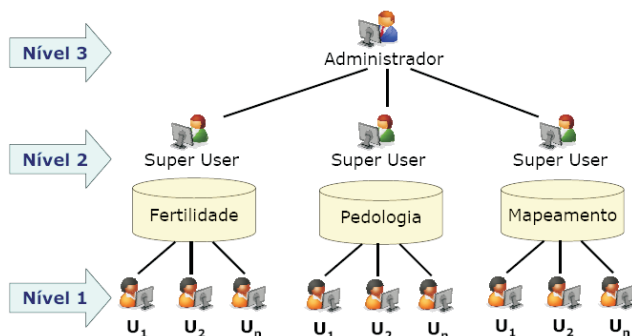 Nível 3
Administrador
Nível 2
Super User
Super User
Super User
Fertilidade
Pedologia
Mapeamento
Nível 1
U1
U2
Un
U1
U2
Un
U1
U2
Un